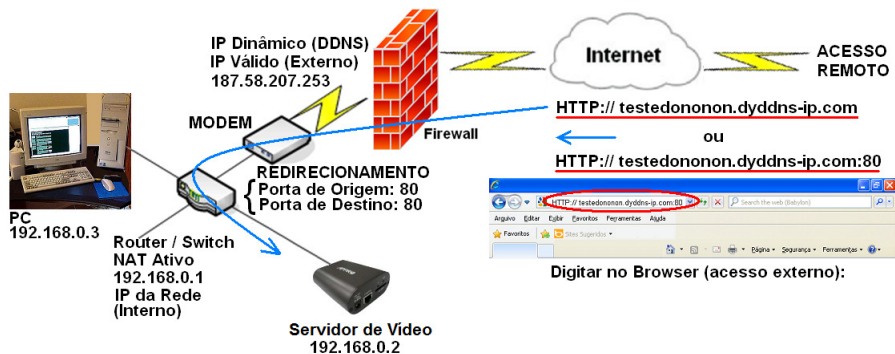 IP Dinâmico (DDNS)
IP Válido (Externo)
187.58.207.253
MODEM
Firewall
Internet
ACESSO
REMOTO
HTTP:// testedononon.dyddns-ip.com
ou
HTTP:// testedononon.dyddns-ip.com:80
REDIRECIONAMENTO
{ Porta de Origem: 80
Porta de Destino: 80
PC
192.168.0.3
Router / Switch
NAT Ativo
192.168.0.1
IP da Rede
(Interno)
Servidor de Vídeo
192.168.0.2
HTTP:// testedononon.dyddns-ip.com:80
Search the web (Babylon)
Arquivo Editar Exibir Favoritos Ferramentas Ajuda
Favoritos Sites Sugeridos
Página Segurança Ferramentas
Digitar no Browser (acesso externo):